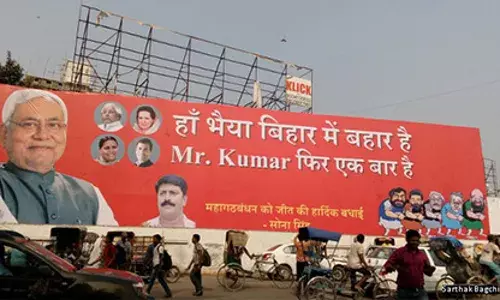 KLICK
हाँ भैया बिहार में बहार है
Mr. Kumar फिर एक बार है
महागठबंधन को जीत की हार्दिक बधाई
- सोना सिंह
Sarthak Bagchi